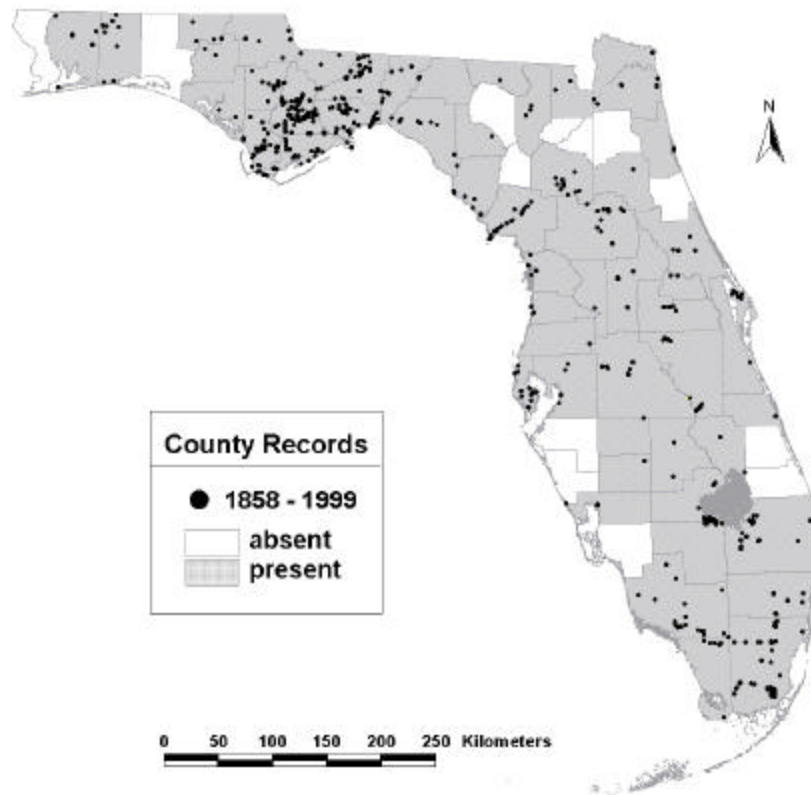 N
County Records
1858 - 1999
absent
present
0 50 100 150 200 250 Kilometers